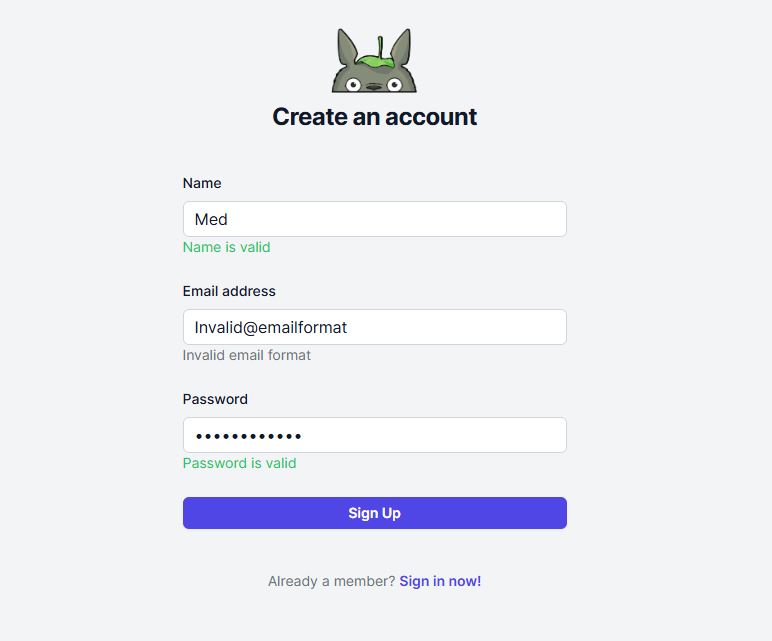 Create an account
Name
Med
Name is valid
Email address
Invalid@emailformat
Invalid email format
Password
••••••••••••
Password is valid
Sign Up
Already a member? Sign in now!